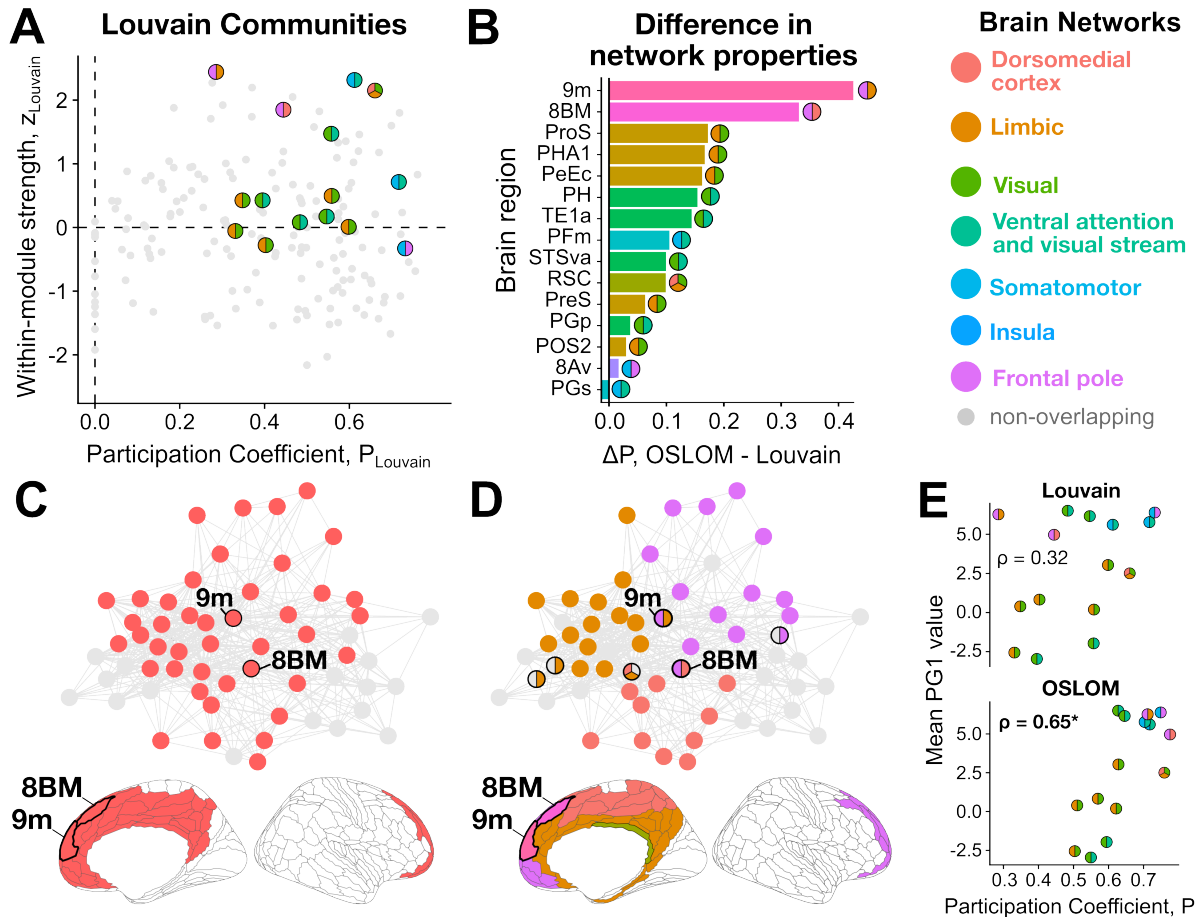 A
Louvain Communities
Within-module strength, z_Louvain
2
1
0
-1
-2
0.0
0.2
0.4
0.6
Participation Coefficient, P_Louvain
B
Difference in
network properties
Brain region
9m
8BM
ProS
PHA1
PeEc
PH
TE1a
PFm
STSva
RSC
PreS
PGp
POS2
8Av
PGs
0.0
0.1
0.2
0.3
0.4
ΔP, OSLOM - Louvain
Brain Networks
Dorsomedial
cortex
Limbic
Visual
Ventral attention
and visual stream
Somatomotor
Insula
Frontal pole
non-overlapping
C
9m
8BM
8BM
9m
D
9m
8BM
8BM
9m
E
Louvain
Mean PG1 value
5.0
2.5
0.0
-2.5
ρ = 0.32
OSLOM
ρ = 0.65*
5.0
2.5
0.0
-2.5
0.3
0.4
0.5
0.6
0.7
Participation Coefficient, P